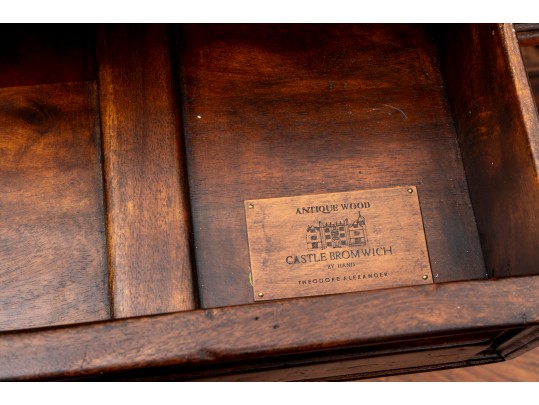 ANTIQUE WOOD
CASTLE BROMWICH
BY HAND
THEODORE ALEXANDER